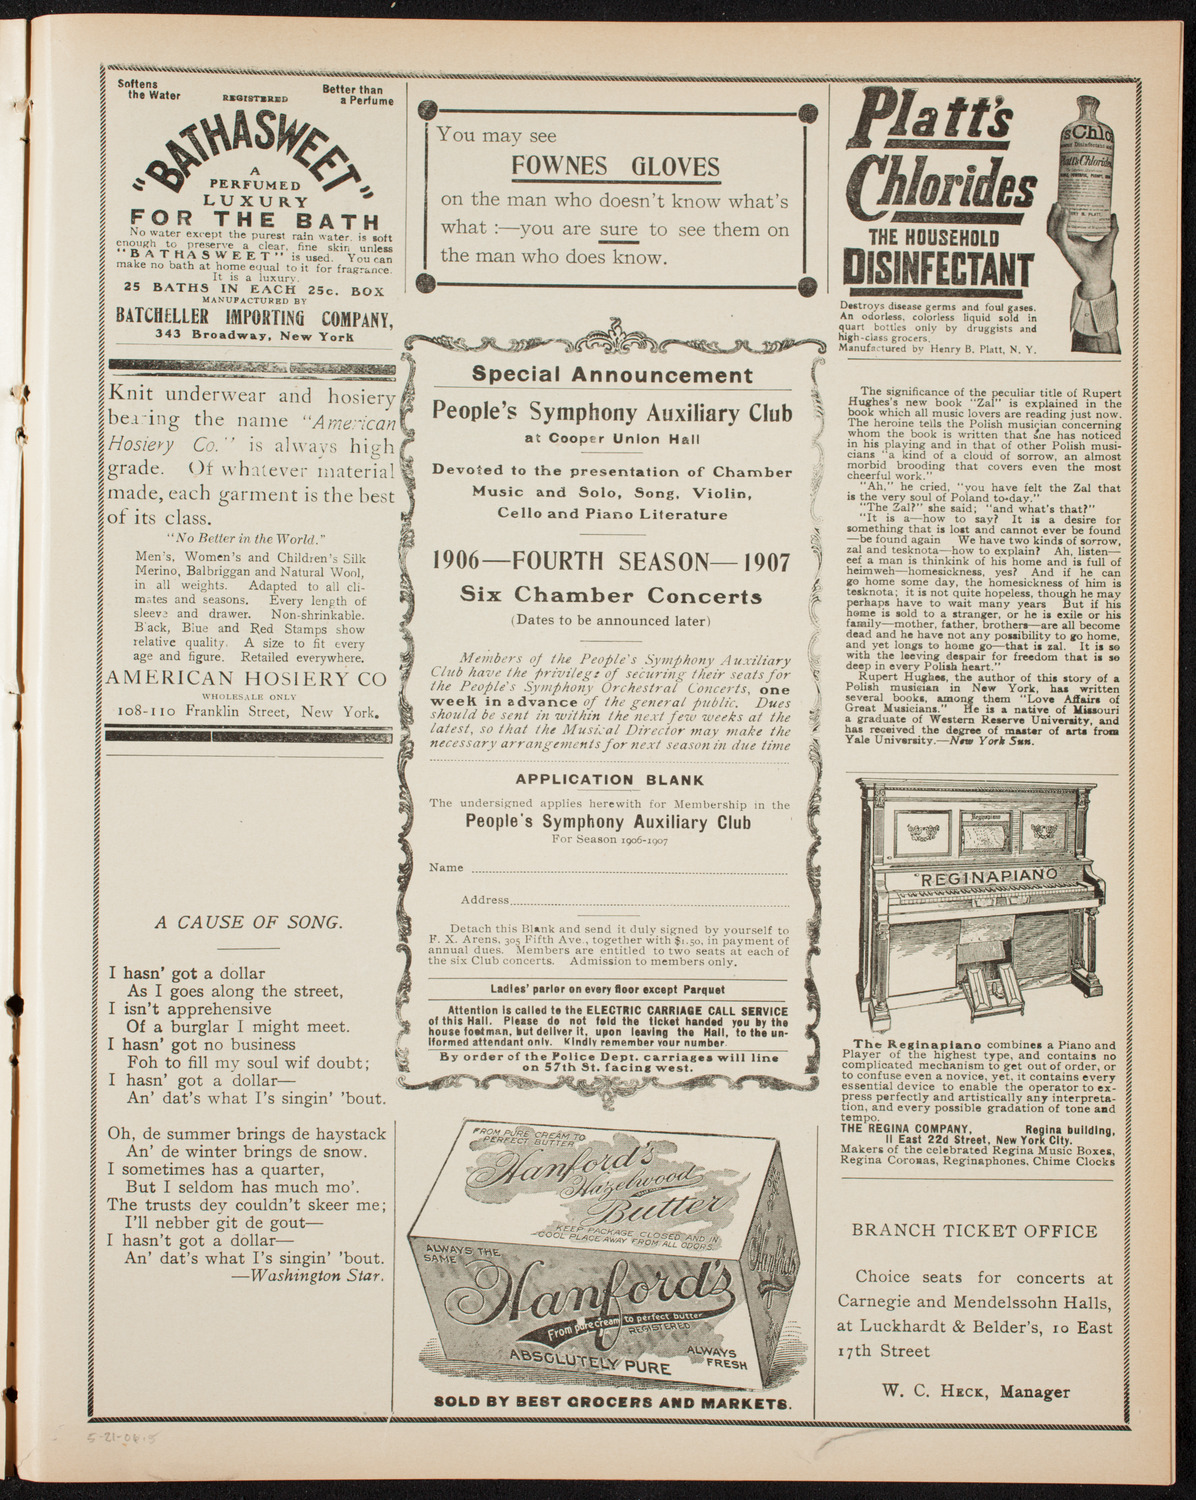 Softens
the Water
REGISTERED
Better than
a Perfume
"BATHASWEET"
A
PERFUMED
LUXURY
FOR THE BATH
No water except the purest rain water, is soft
enough to preserve a clear, fine skin unless
"BATHASWEET" is used. You can
make no bath at home equal to it for fragrance.
It is a luxury.
25 BATHS IN EACH 25c. BOX
MANUFACTURED BY
BATCHELLER IMPORTING COMPANY,
343 Broadway, New York
Knit underwear and hosiery
bearing the name "American
Hosiery Co." is always high
grade. Of whatever material
made, each garment is the best
of its class.
"No Better in the World."
Men's, Women's and Children's Silk
Merino, Balbriggan and Natural Wool,
in all weights. Adapted to all cli-
mates and seasons. Every length of
sleeve and drawer. Non-shrinkable.
Back, Blue and Red Stamps show
relative quality. A size to fit every
age and figure. Retailed everywhere.
AMERICAN HOSIERY CO
WHOLESALE ONLY
108-110 Franklin Street, New York.
A CAUSE OF SONG.
I hasn' got a dollar
As I goes along the street,
I isn't apprehensive
Of a burglar I might meet.
I hasn' got no business
Foh to fill my soul wif doubt;
I hasn' got a dollar—
An' dat's what I's singin' 'bout.
Oh, de summer brings de haystack
An' de winter brings de snow.
I sometimes has a quarter,
But I seldom has much mo'.
The trusts dey couldn't skeer me;
I'll nebber git de gout—
I hasn't got a dollar—
An' dat's what I's singin' 'bout.
—Washington Star.
You may see
FOWNES GLOVES
on the man who doesn't know what's
what :—you are sure to see them on
the man who does know.
Special Announcement
People's Symphony Auxiliary Club
at Cooper Union Hall
Devoted to the presentation of Chamber
Music and Solo, Song, Violin,
Cello and Piano Literature
1906—FOURTH SEASON—1907
Six Chamber Concerts
(Dates to be announced later)
Members of the People's Symphony Auxiliary
Club have the privilege of securing their seats for
the People's Symphony Orchestral Concerts, one
week in advance of the general public. Dues
should be sent in within the next few weeks at the
latest, so that the Musical Director may make the
necessary arrangements for next season in due time
APPLICATION BLANK
The undersigned applies herewith for Membership in the
People's Symphony Auxiliary Club
For Season 1906-1907
Name
Address
Detach this Blank and send it duly signed by yourself to
F. X. Arens, 305 Fifth Ave., together with $1.50, in payment of
annual dues. Members are entitled to two seats at each of
the six Club concerts. Admission to members only.
Ladies' parlor on every floor except Parquet
Attention is called to the ELECTRIC CARRIAGE CALL SERVICE
of this Hall. Please do not fold the ticket handed you by the
house footman, but deliver it, upon leaving the Hall, to the un-
iformed attendant only. Kindly remember your number.
By order of the Police Dept. carriages will line
on 57th St. facing west.
FROM PURE CREAM TO
PERFECT BUTTER
Hanford's
Hazelwood
Butter
KEEP PACKAGE CLOSED AND IN
COOL PLACE AWAY FROM ALL ODORS.
ALWAYS THE
SAME
Hanford's
From pure cream to perfect butter
REGISTERED
ABSOLUTELY PURE
ALWAYS
FRESH
Hanford's
SOLD BY BEST GROCERS AND MARKETS.
Platt's
Chlorides
THE HOUSEHOLD
DISINFECTANT
Destroys disease germs and foul gases.
An odorless, colorless liquid sold in
quart bottles only by druggists and
high-class grocers.
Manufactured by Henry B. Platt, N. Y.
The significance of the peculiar title of Rupert
Hughes's new book "Zal" is explained in the
book which all music lovers are reading just now.
The heroine tells the Polish musician concerning
whom the book is written that she has noticed
in his playing and in that of other Polish musi-
cians "a kind of a cloud of sorrow, an almost
morbid brooding that covers even the most
cheerful work."
"Ah," he cried, "you have felt the Zal that
is the very soul of Poland to-day."
"The Zal?" she said; "and what's that?"
"It is a—how to say? It is a desire for
something that is lost and cannot ever be found
—be found again We have two kinds of sorrow,
zal and tesknota—how to explain? Ah, listen—
eef a man is thinkink of his home and is full of
heimweh—homesickness, yes? And if he can
go home some day, the homesickness of him is
tesknota; it is not quite hopeless, though he may
perhaps have to wait many years But if his
home is sold to a stranger, or he is exile or his
family—mother, father, brothers—are all become
dead and he have not any possibility to go home,
and yet longs to home go—that is zal. It is so
with the leeving despair for freedom that is so
deep in every Polish heart."
Rupert Hughes, the author of this story of a
Polish musician in New York, has written
several books, among them "Love Affairs of
Great Musicians." He is a native of Missouri
a graduate of Western Reserve University, and
has received the degree of master of arts from
Yale University.—New York Sun.
Reginapiano
"REGINAPIANO"
The Reginapiano combines a Piano and
Player of the highest type, and contains no
complicated mechanism to get out of order, or
to confuse even a novice, yet, it contains every
essential device to enable the operator to ex-
press perfectly and artistically any interpreta-
tion, and every possible gradation of tone and
tempo.
THE REGINA COMPANY, Regina building,
11 East 22d Street, New York City.
Makers of the celebrated Regina Music Boxes,
Regina Coronas, Reginaphones, Chime Clocks
BRANCH TICKET OFFICE
Choice seats for concerts at
Carnegie and Mendelssohn Halls,
at Luckhardt & Belder's, 10 East
17th Street
W. C. HECK, Manager
5-21-06.5